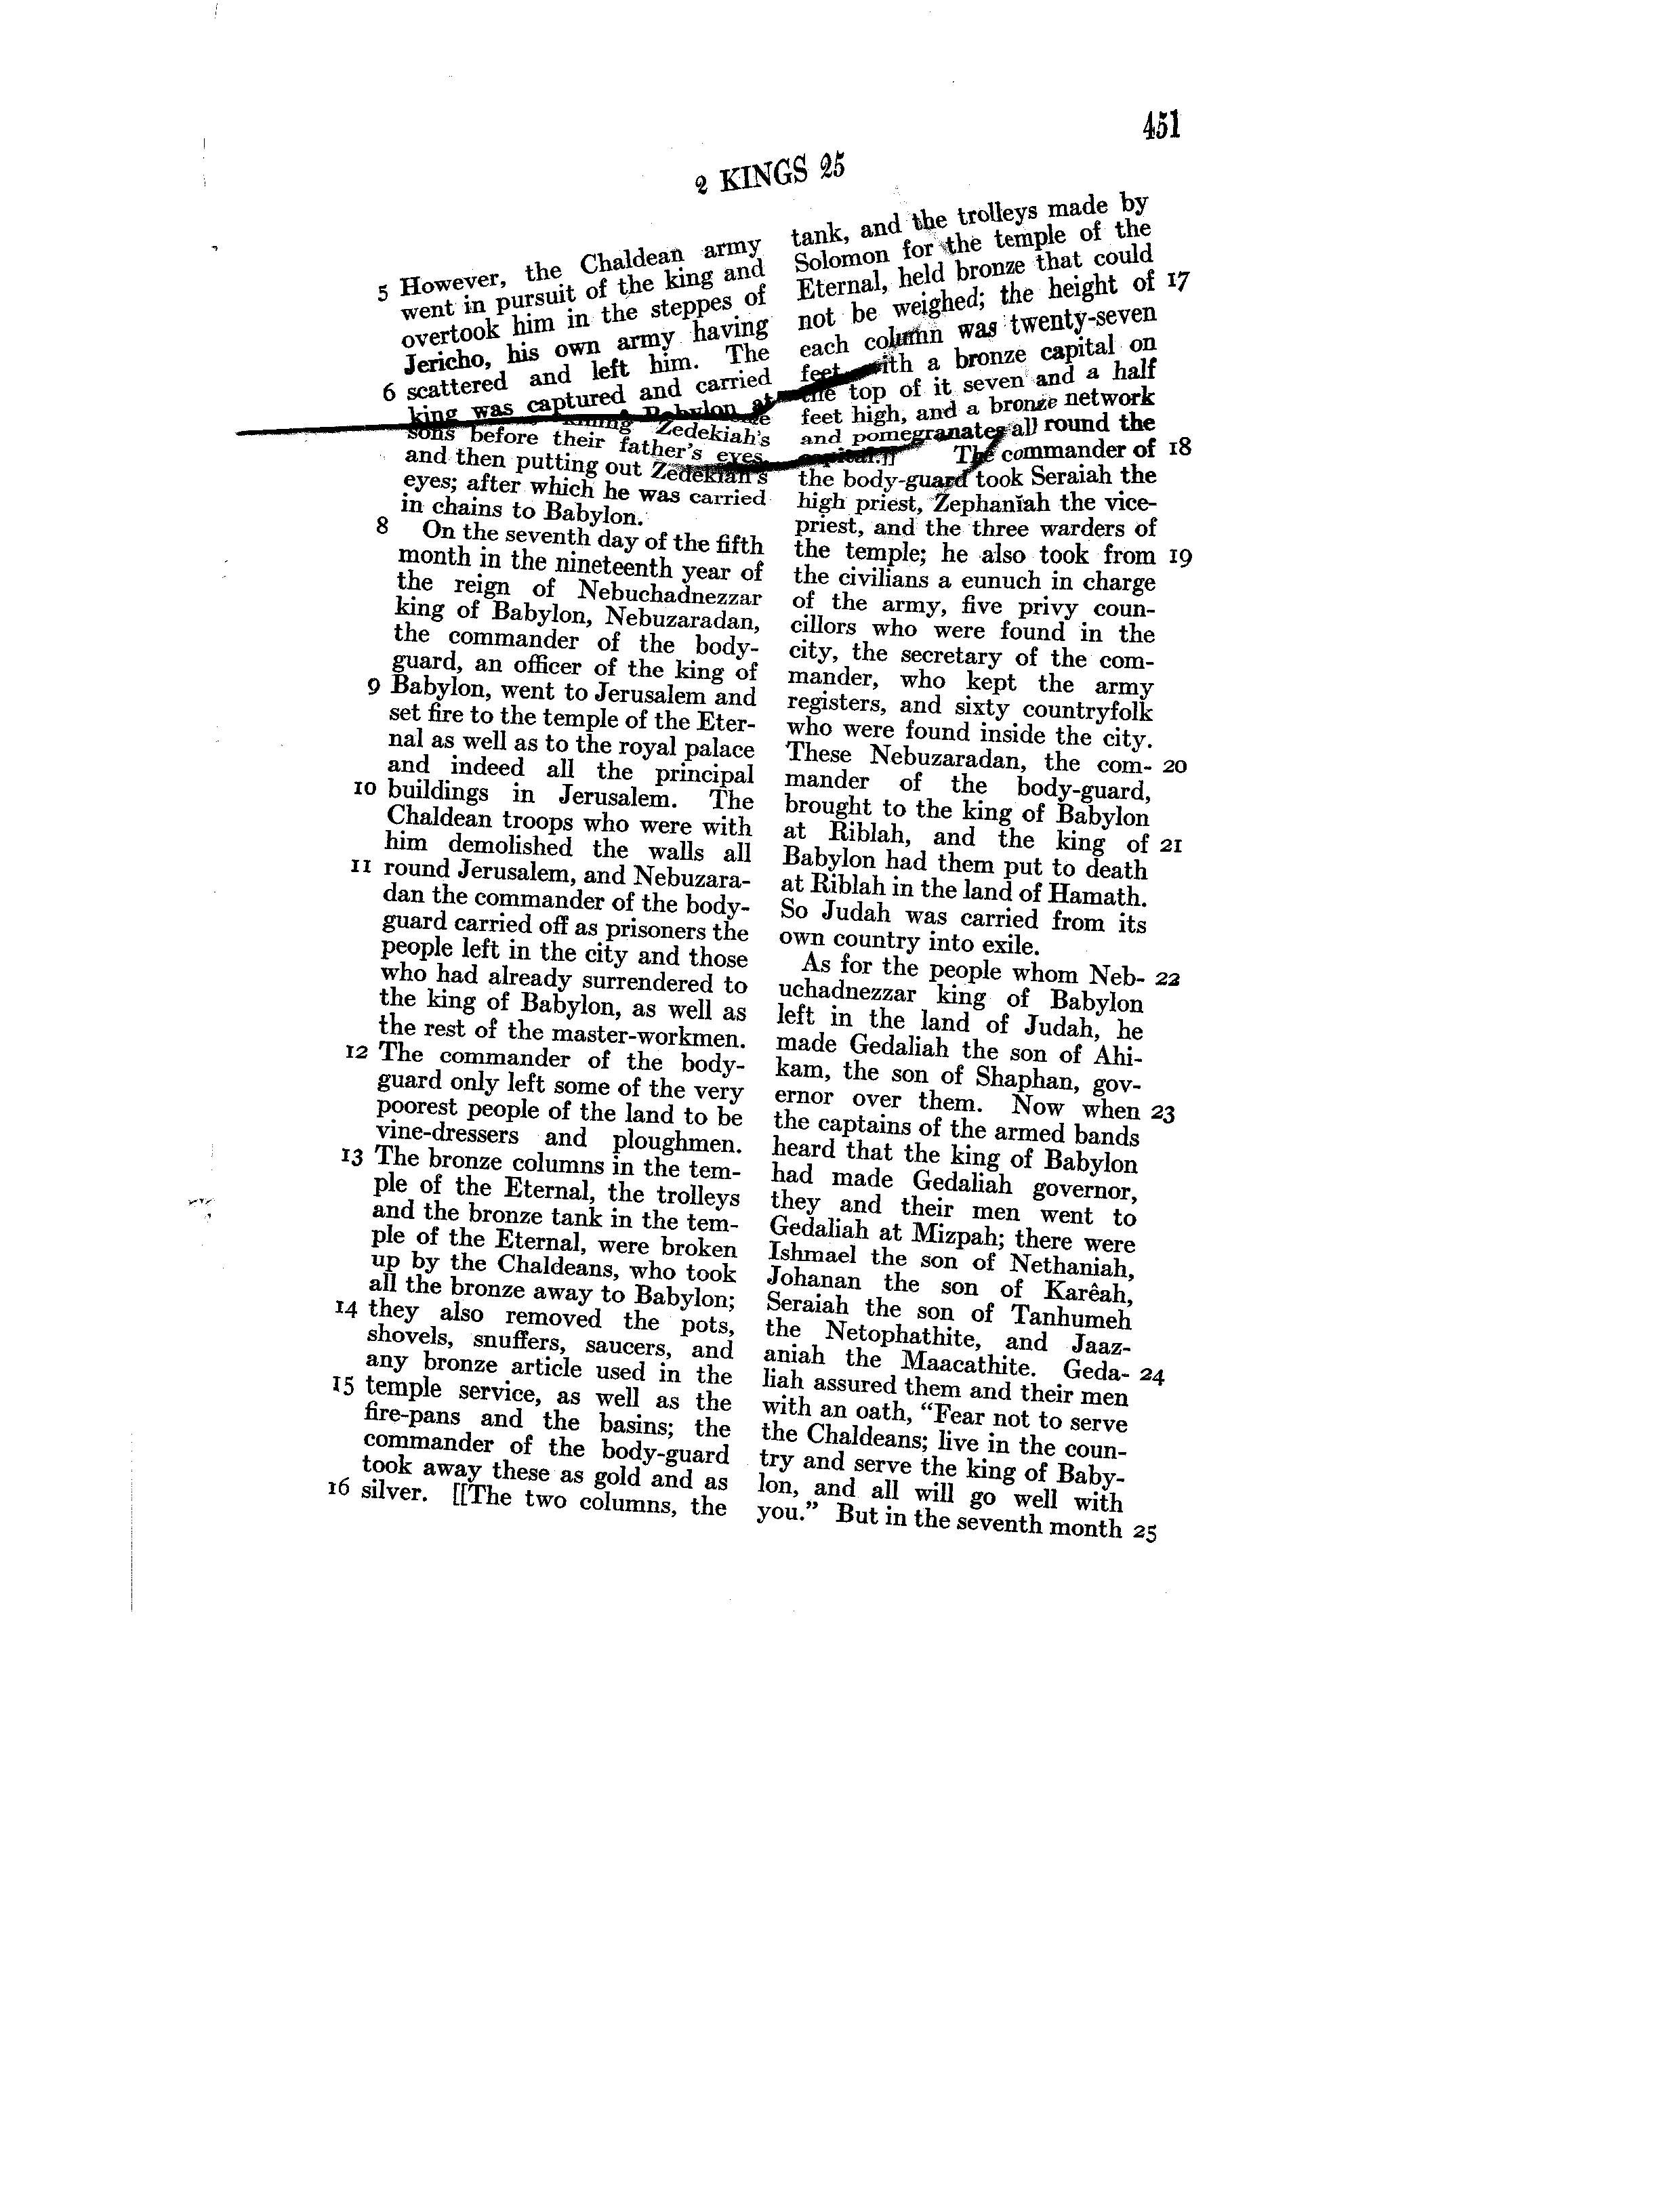 451
2 KINGS 25
5 However, the Chaldean army
went in pursuit of the king and
overtook him in the steppes of
Jericho, his own army having
6 scattered and left him. The
king was captured and carried
Babylon at
killing Zedekiah's
sons before their father's eyes
and then putting out Zedekiah's
eyes; after which he was carried
in chains to Babylon.
8 On the seventh day of the fifth
month in the nineteenth year of
the reign of Nebuchadnezzar
king of Babylon, Nebuzaradan,
the commander of the body-
guard, an officer of the king of
9 Babylon, went to Jerusalem and
set fire to the temple of the Eter-
nal as well as to the royal palace
and indeed all the principal
10 buildings in Jerusalem. The
Chaldean troops who were with
him demolished the walls all
11 round Jerusalem, and Nebuzara-
dan the commander of the body-
guard carried off as prisoners the
people left in the city and those
who had already surrendered to
the king of Babylon, as well as
the rest of the master-workmen.
12 The commander of the body-
guard only left some of the very
poorest people of the land to be
vine-dressers and ploughmen.
13 The bronze columns in the tem-
ple of the Eternal, the trolleys
and the bronze tank in the tem-
ple of the Eternal, were broken
up by the Chaldeans, who took
all the bronze away to Babylon;
14 they also removed the pots,
shovels, snuffers, saucers, and
any bronze article used in the
15 temple service, as well as the
fire-pans and the basins; the
commander of the body-guard
took away these as gold and as
16 silver. [[The two columns, the
tank, and the trolleys made by
Solomon for the temple of the
Eternal, held bronze that could
not be weighed; the height of 17
each column was twenty-seven
feet with a bronze capital on
the top of it seven and a half
feet high, and a bronze network
and pomegranates all round the
capital.]] The commander of 18
the body-guard took Seraiah the
high priest, Zephaniah the vice-
priest, and the three warders of
the temple; he also took from 19
the civilians a eunuch in charge
of the army, five privy coun-
cillors who were found in the
city, the secretary of the com-
mander, who kept the army
registers, and sixty countryfolk
who were found inside the city.
These Nebuzaradan, the com- 20
mander of the body-guard,
brought to the king of Babylon
at Riblah, and the king of 21
Babylon had them put to death
at Riblah in the land of Hamath.
So Judah was carried from its
own country into exile.
As for the people whom Neb- 22
uchadnezzar king of Babylon
left in the land of Judah, he
made Gedaliah the son of Ahi-
kam, the son of Shaphan, gov-
ernor over them. Now when 23
the captains of the armed bands
heard that the king of Babylon
had made Gedaliah governor,
they and their men went to
Gedaliah at Mizpah; there were
Ishmael the son of Nethaniah,
Johanan the son of Karêah,
Seraiah the son of Tanhumeh
the Netophathite, and Jaaz-
aniah the Maacathite. Geda- 24
liah assured them and their men
with an oath, “Fear not to serve
the Chaldeans; live in the coun-
try and serve the king of Baby-
lon, and all will go well with
you.” But in the seventh month 25